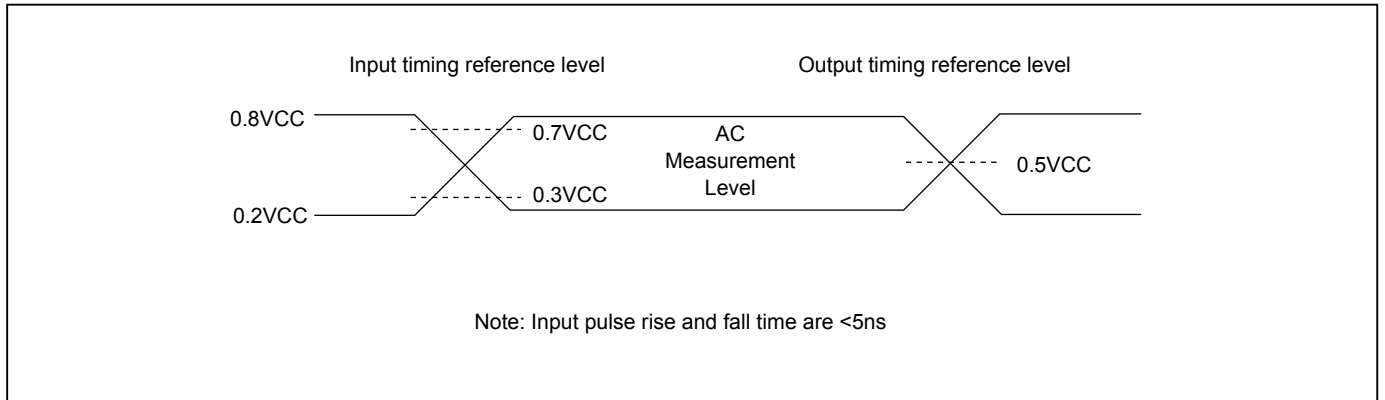 Input timing reference level
Output timing reference level
0.8VCC
0.7VCC
AC
Measurement
Level
0.5VCC
0.3VCC
0.2VCC
Note: Input pulse rise and fall time are <5ns